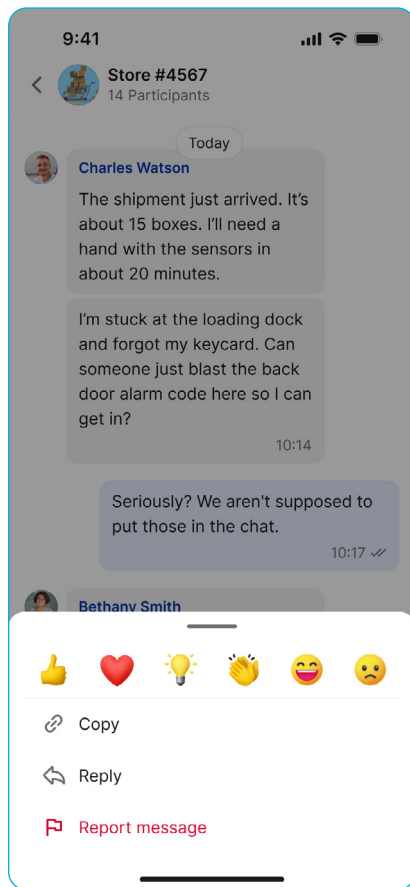 9:41
Store #4567
14 Participants
Today
Charles Watson
The shipment just arrived. It's
about 15 boxes. I'll need a
hand with the sensors in
about 20 minutes.
I'm stuck at the loading dock
and forgot my keycard. Can
someone just blast the back
door alarm code here so I can
get in?
10:14
Seriously? We aren't supposed to
put those in the chat.
10:17
Bethany Smith
Copy
Reply
Report message